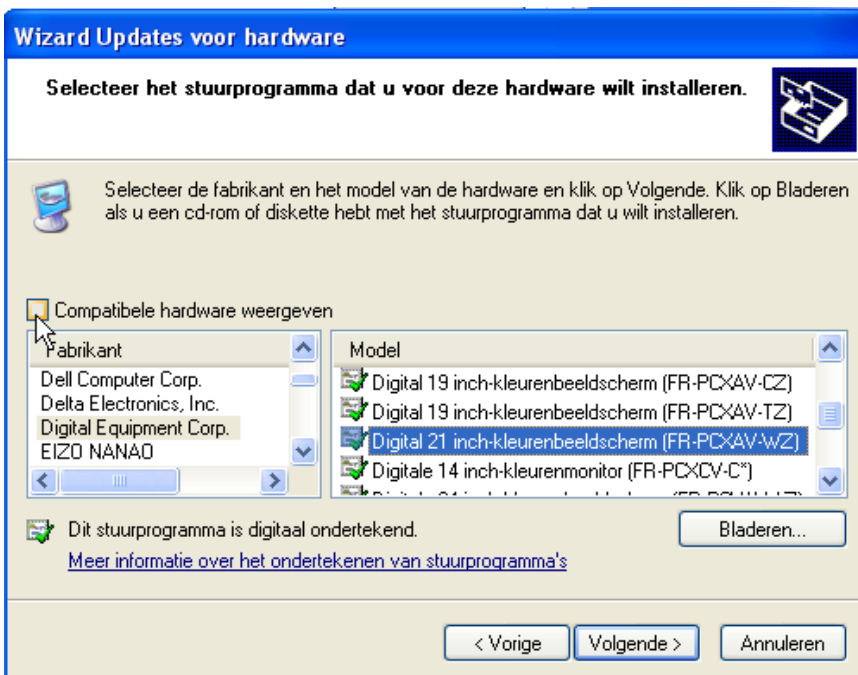 Wizard Updates voor hardware
Selecteer het stuurprogramma dat u voor deze hardware wilt installeren.
Selecteer de fabrikant en het model van de hardware en klik op Volgende. Klik op Bladeren
als u een cd-rom of diskette hebt met het stuurprogramma dat u wilt installeren.
Compatibele hardware weergeven
Fabrikant
Dell Computer Corp.
Delta Electronics, Inc.
Digital Equipment Corp.
EIZO NANAO
Model
Digital 19 inch-kleurenbeeldscherm (FR-PCXAV-CZ)
Digital 19 inch-kleurenbeeldscherm (FR-PCXAV-TZ)
Digital 21 inch-kleurenbeeldscherm (FR-PCXAV-WZ)
Digitale 14 inch-kleurenmonitor (FR-PCXCV-C*)
Dit stuurprogramma is digitaal ondertekend.
Meer informatie over het ondertekenen van stuurprogramma's
Bladeren...
< Vorige
Volgende >
Annuleren